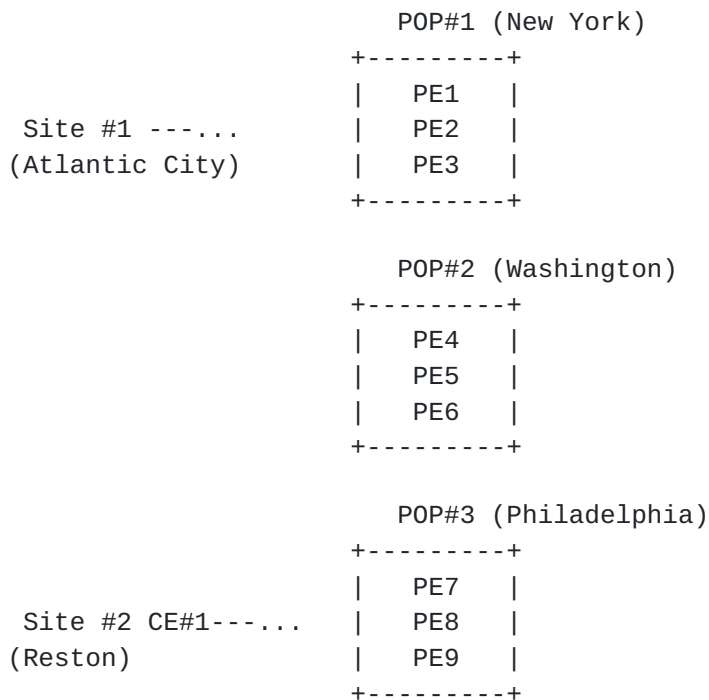 POP#1 (New York)
+---------+
| PE1 |
Site #1 ---... | PE2 |
(Atlantic City) | PE3 |
+---------+
POP#2 (Washington)
+---------+
| PE4 |
| PE5 |
| PE6 |
+---------+
POP#3 (Philadelphia)
+---------+
| PE7 |
Site #2 CE#1---... | PE8 |
(Reston) | PE9 |
+---------+